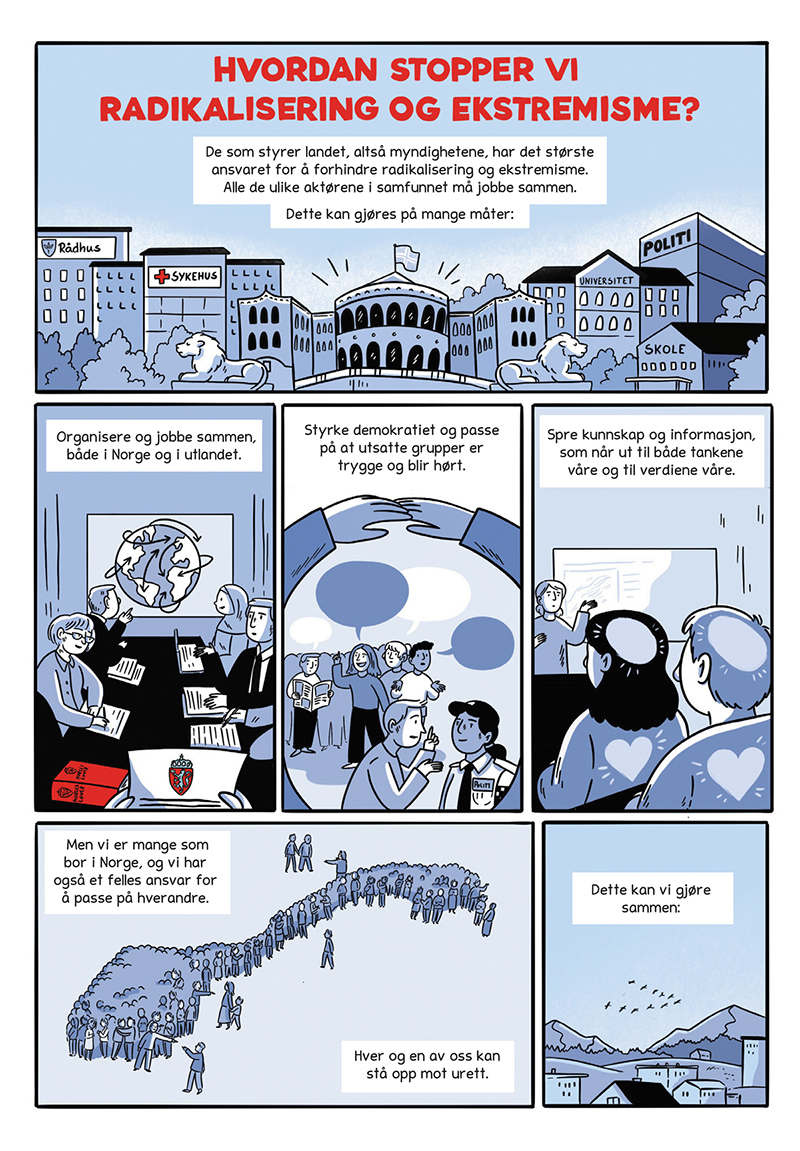 HVORDAN STOPPER VI
RADIKALISERING OG EKSTREMISME?
De som styrer landet, altså myndighetene, har det største
ansvaret for å forhindre radikalisering og ekstremisme.
Alle de ulike aktørene i samfunnet må jobbe sammen.
Dette kan gjøres på mange måter:
Rådhus
SYKEHUS
UNIVERSITET
POLITI
SKOLE
Organisere og jobbe sammen,
både i Norge og i utlandet.
Styrke demokratiet og passe
på at utsatte grupper er
trygge og blir hørt.
POLITI
Spre kunnskap og informasjon,
som når ut til både tankene
våre og til verdiene våre.
Men vi er mange som
bor i Norge, og vi har
også et felles ansvar for
å passe på hverandre.
Hver og en av oss kan
stå opp mot urett.
Dette kan vi gjøre
sammen: